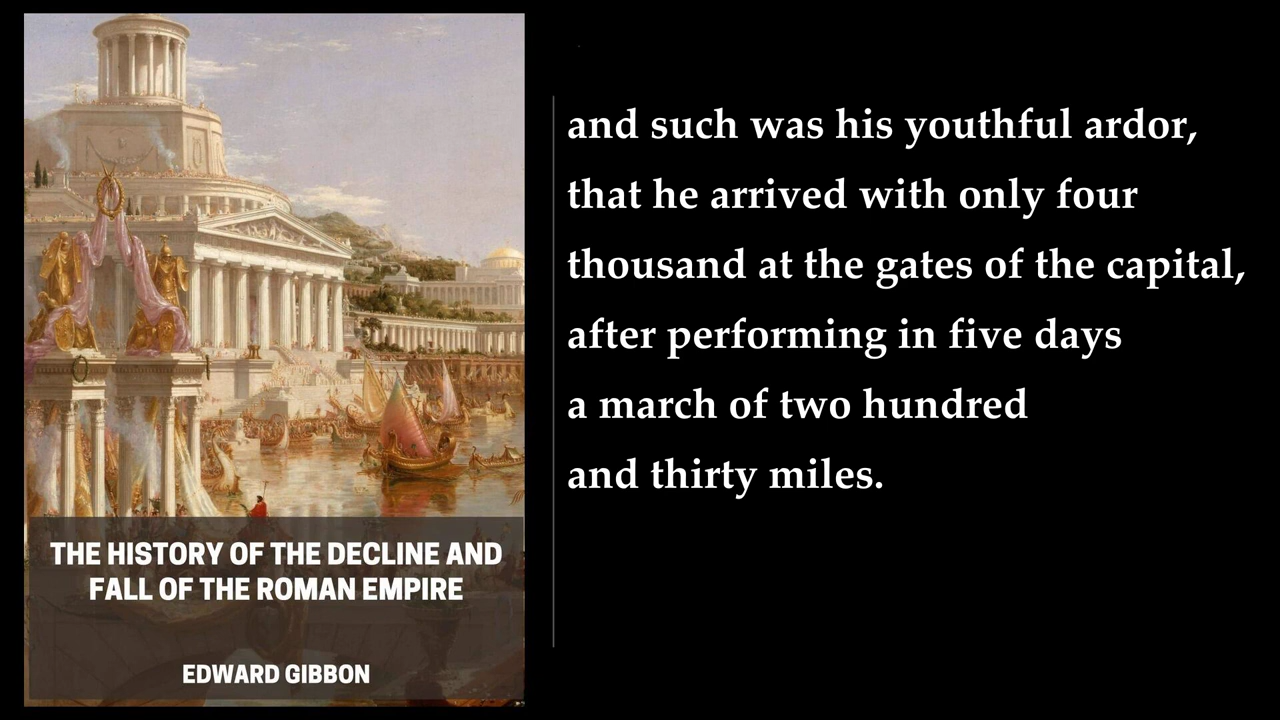 THE HISTORY OF THE DECLINE AND
FALL OF THE ROMAN EMPIRE
EDWARD GIBBON
and such was his youthful ardor,
that he arrived with only four
thousand at the gates of the capital,
after performing in five days
a march of two hundred
and thirty miles.